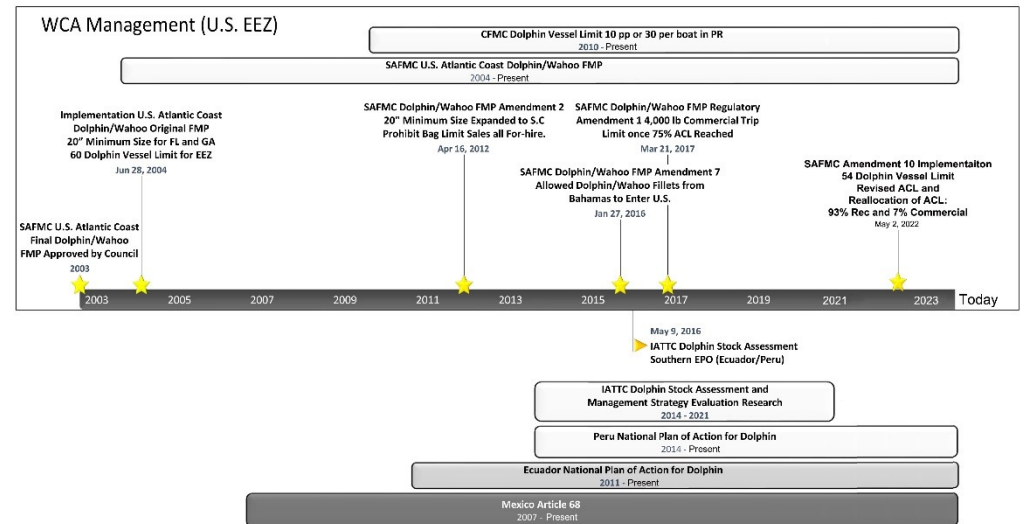 WCA Management (U.S. EEZ)
CFMC Dolphin Vessel Limit 10 pp or 30 per boat in PR
2010 - Present
SAFMC U.S. Atlantic Coast Dolphin/Wahoo FMP
2004 - Present
Implementation U.S. Atlantic Coast
Dolphin/Wahoo Original FMP
20" Minimum Size for FL and GA
60 Dolphin Vessel Limit for EEZ
Jun 28, 2004
SAFMC Dolphin/Wahoo FMP Amendment 2
20" Minimum Size Expanded to S.C
Prohibit Bag Limit Sales all For-hire.
Apr 16, 2012
SAFMC Dolphin/Wahoo FMP Regulatory
Amendment 1 4,000 lb Commercial Trip
Limit once 75% ACL Reached
Mar 21, 2017
SAFMC Dolphin/Wahoo FMP Amendment 7
Allowed Dolphin/Wahoo Fillets from
Bahamas to Enter U.S.
Jan 27, 2016
SAFMC Amendment 10 Implementaiton
54 Dolphin Vessel Limit
Revised ACL and
Reallocation of ACL:
93% Rec and 7% Commercial
May 2, 2022
SAFMC U.S. Atlantic Coast
Final Dolphin/Wahoo
FMP Approved by Council
2003
2003 2005 2007 2009 2011 2013 2015 2017 2019 2021 2023 Today
May 9, 2016
IATTC Dolphin Stock Assessment
Southern EPO (Ecuador/Peru)
IATTC Dolphin Stock Assessment and
Management Strategy Evaluation Research
2014 - 2021
Peru National Plan of Action for Dolphin
2014 - Present
Ecuador National Plan of Action for Dolphin
2011 - Present
Mexico Article 68
2007 - Present